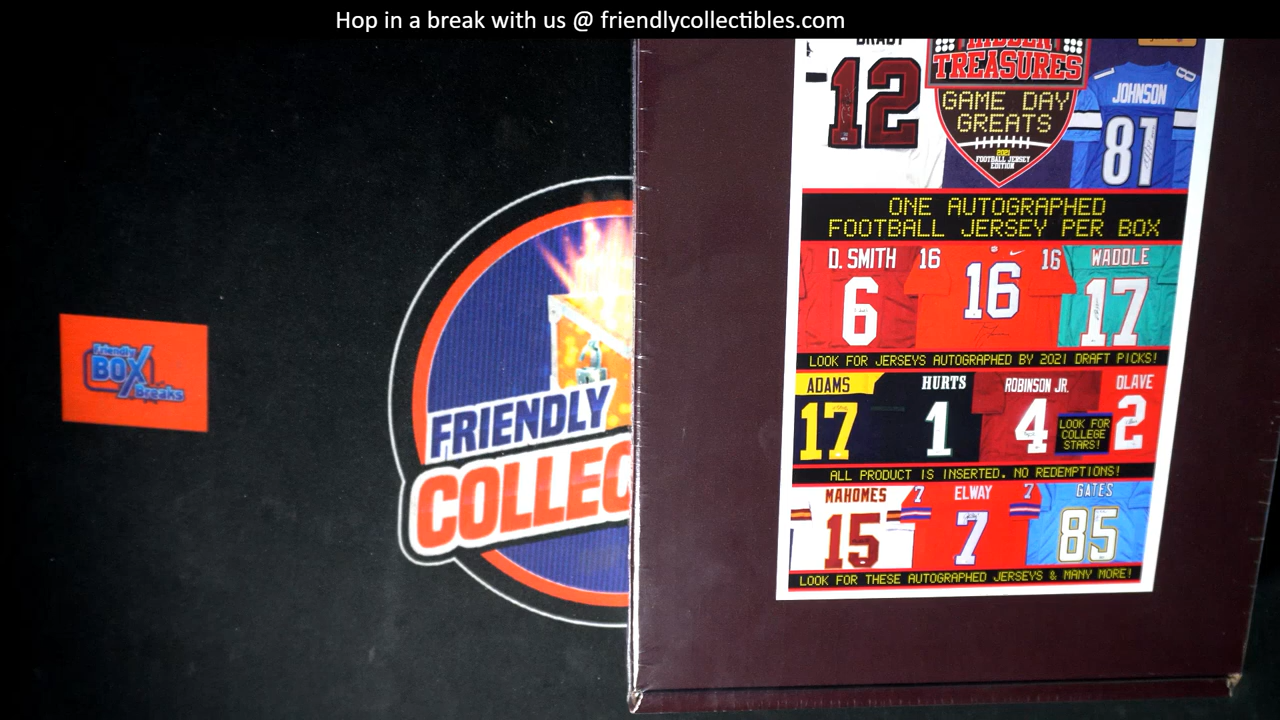 Hop in a break with us @ friendlycollectibles.com
BRADY
12
HIDDEN
TREASURES
GAME DAY
GREATS
2021
FOOTBALL JERSEY
EDITION
JOHNSON
81
ONE AUTOGRAPHED
FOOTBALL JERSEY PER BOX
D. SMITH
6
16 16
16
WADDLE
17
LOOK FOR JERSEYS AUTOGRAPHED BY 2021 DRAFT PICKS!
ADAMS
17
HURTS
1
ROBINSON JR.
4
LOOK FOR
COLLEGE
STARS!
OLAVE
2
ALL PRODUCT IS INSERTED. NO REDEMPTIONS!
MAHOMES
15
7 ELWAY 7
7
GATES
85
LOOK FOR THESE AUTOGRAPHED JERSEYS & MANY MORE!
Friendly
BOX
Breaks
FRIENDLY
COLLEC